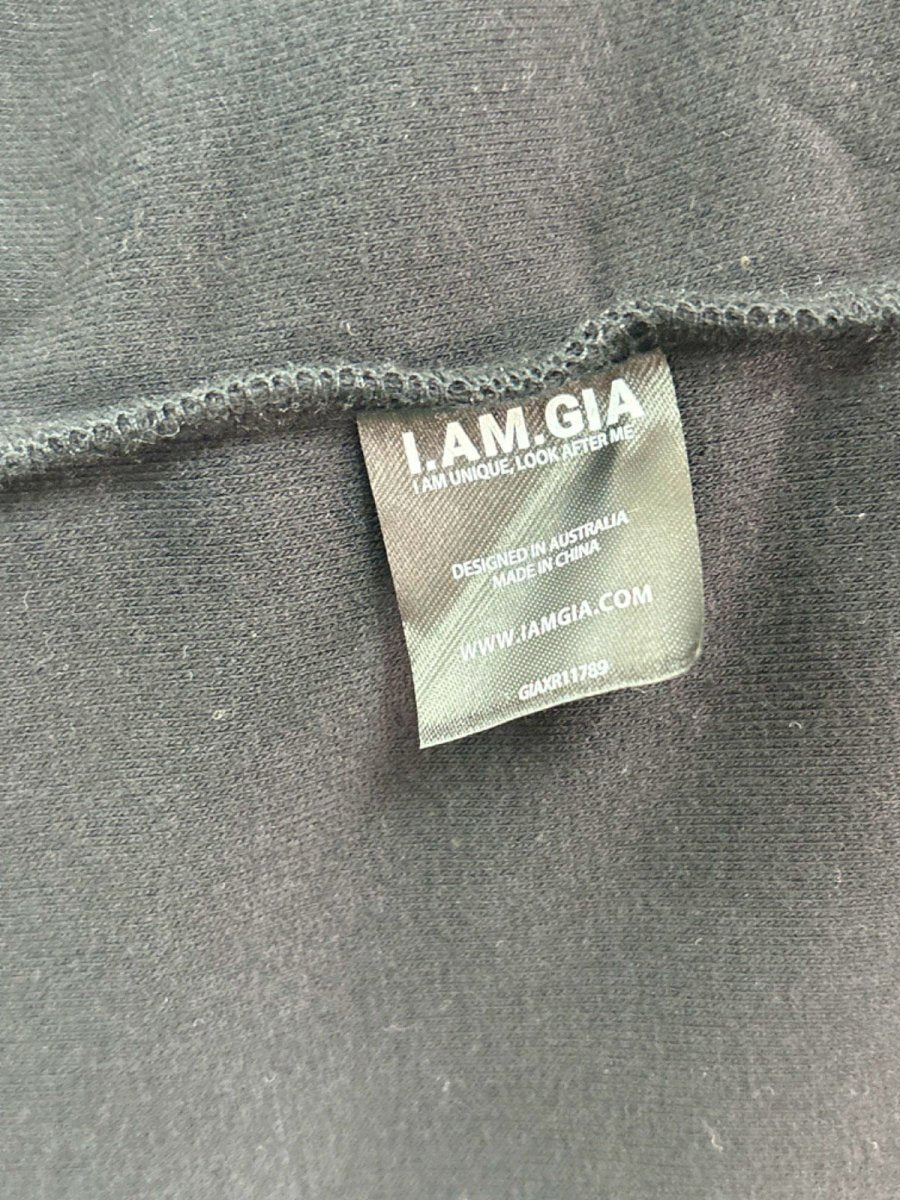 I.AM.GIA
I AM UNIQUE, LOOK AFTER ME
DESIGNED IN AUSTRALIA
MADE IN CHINA
WWW.IAMGIA.COM
GIAXR11789